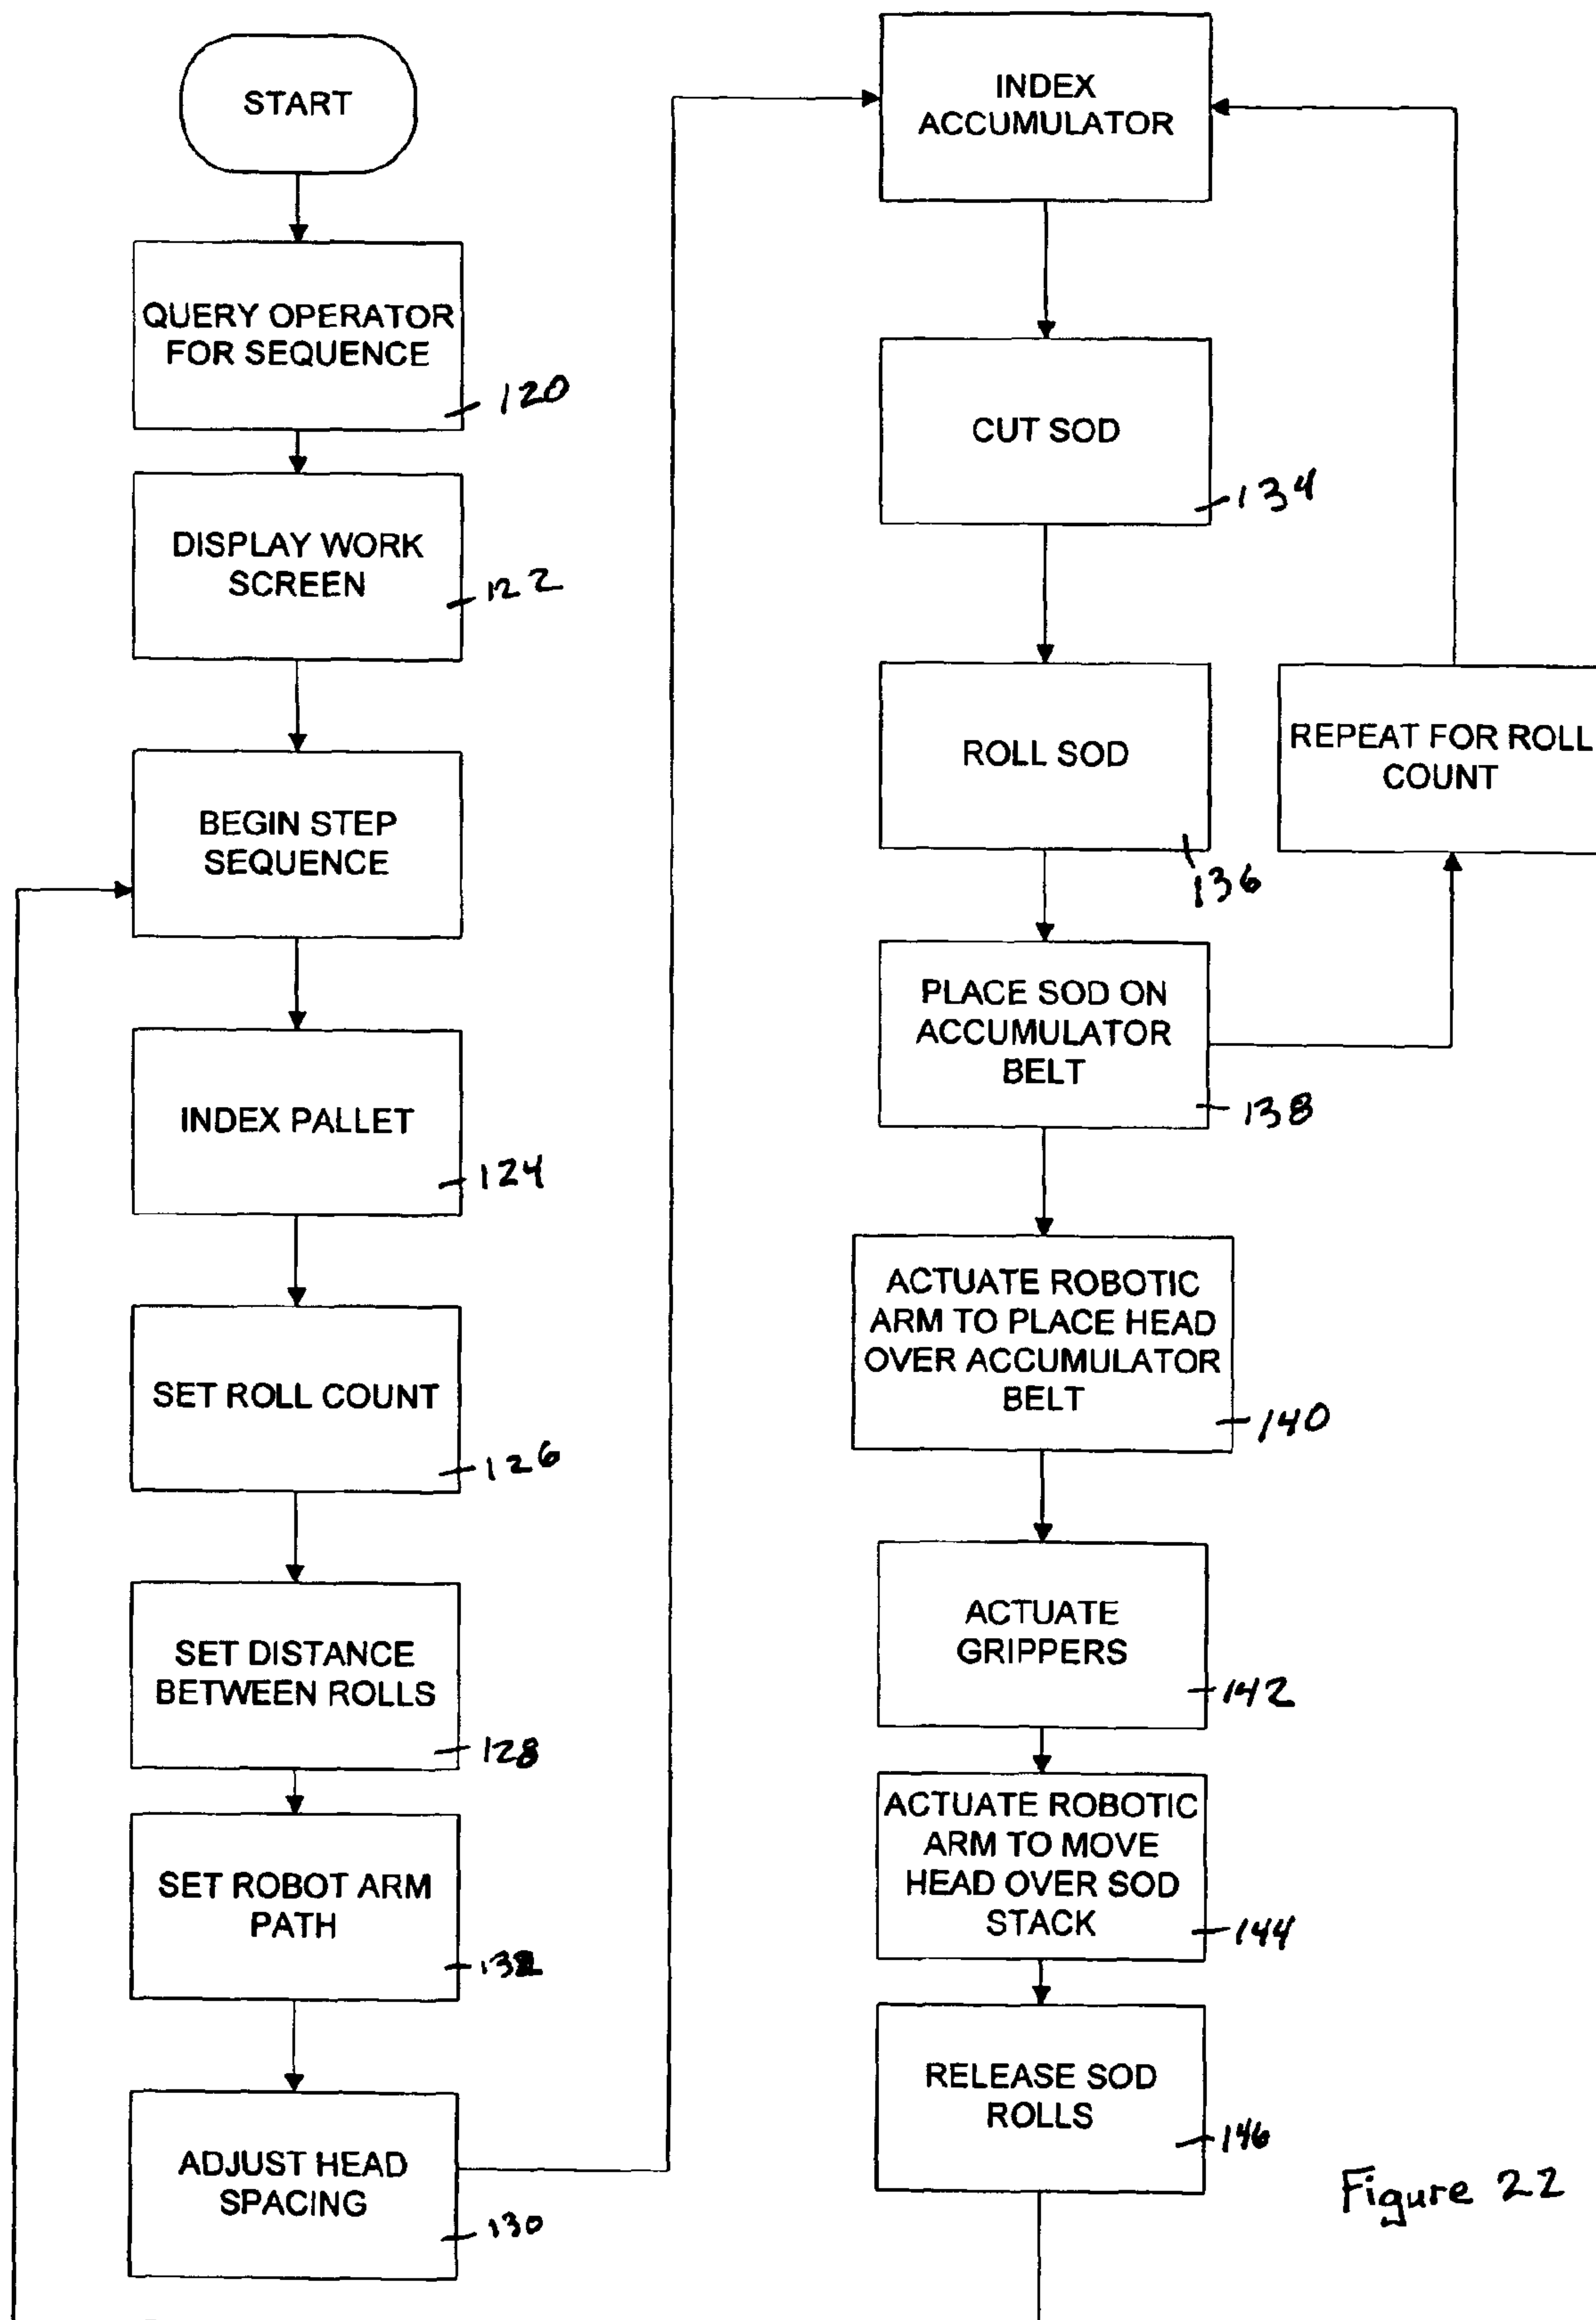 START
QUERY OPERATOR
FOR SEQUENCE
120
DISPLAY WORK
SCREEN
122
BEGIN STEP
SEQUENCE
INDEX PALLET
124
SET ROLL COUNT
126
SET DISTANCE
BETWEEN ROLLS
128
SET ROBOT ARM
PATH
132
ADJUST HEAD
SPACING
130
INDEX
ACCUMULATOR
CUT SOD
134
ROLL SOD
136
REPEAT FOR ROLL
COUNT
PLACE SOD ON
ACCUMULATOR
BELT
138
ACTUATE ROBOTIC
ARM TO PLACE HEAD
OVER ACCUMULATOR
BELT
140
ACTUATE
GRIPPERS
142
ACTUATE ROBOTIC
ARM TO MOVE
HEAD OVER SOD
STACK
144
RELEASE SOD
ROLLS
146
Figure 22